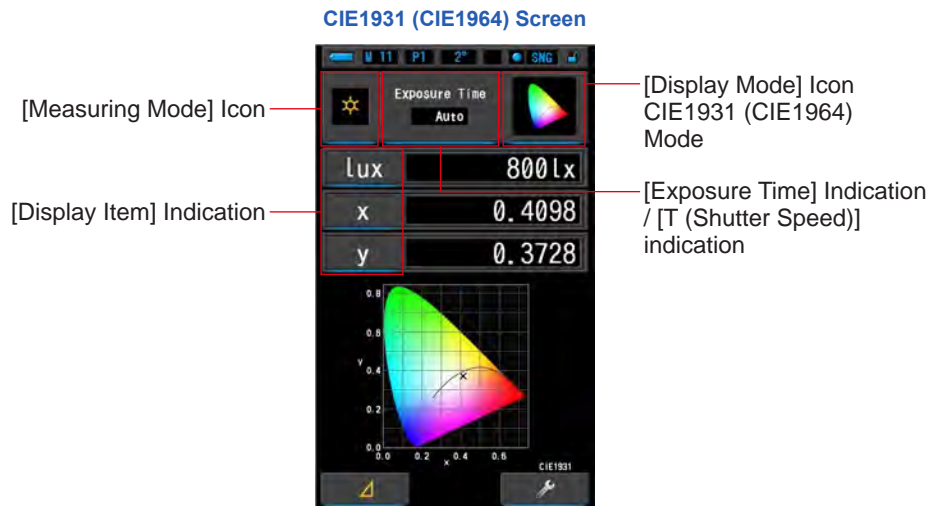 CIE1931 (CIE1964) Screen
M 11 P1 2° SNG
[Measuring Mode] Icon
Exposure Time
Auto
[Display Mode] Icon
CIE1931 (CIE1964)
Mode
[Display Item] Indication
lux 800 lx
x 0.4098
y 0.3728
[Exposure Time] Indication
/ [T (Shutter Speed)]
indication
0.8
0.6
y
0.4
0.2
0.0
0.0 0.2 x 0.4 0.6
CIE1931